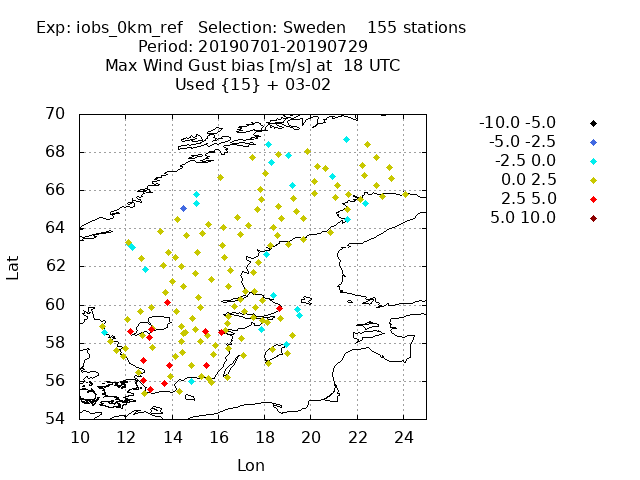 Exp: iobs_0km_ref   Selection: Sweden    155 stations
Period: 20190701-20190729
Max Wind Gust bias [m/s] at  18 UTC
Used {15} + 03-02
-10.0 -5.0
-5.0 -2.5
-2.5 0.0
0.0 2.5
2.5 5.0
5.0 10.0
70
68
66
64
62
60
58
56
54
Lat
10 12 14 16 18 20 22 24
Lon